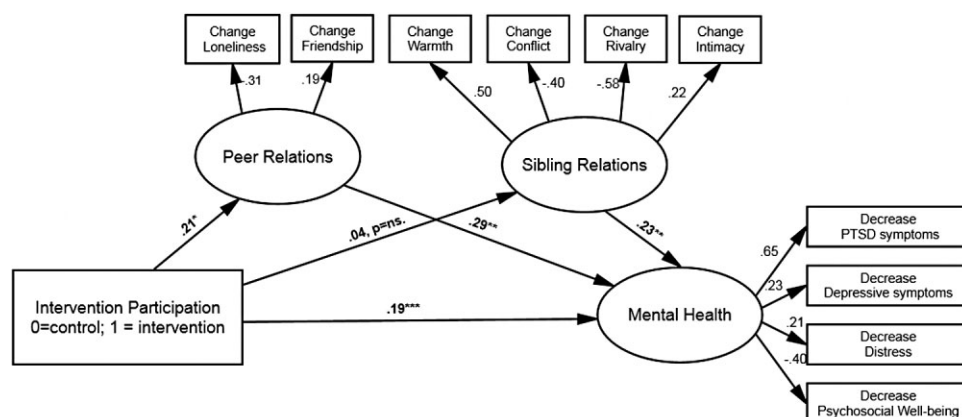 Change
Loneliness
Change
Friendship
Change
Warmth
Change
Conflict
Change
Rivalry
Change
Intimacy
-.31
.19
.50
-.40
-.58
.22
Peer Relations
Sibling Relations
.21*
.04, p=ns.
.29**
.23**
Intervention Participation
0=control; 1 = intervention
.19***
Mental Health
.65
.23
.21
-.40
Decrease
PTSD symptoms
Decrease
Depressive symptoms
Decrease
Distress
Decrease
Psychosocial Well-being